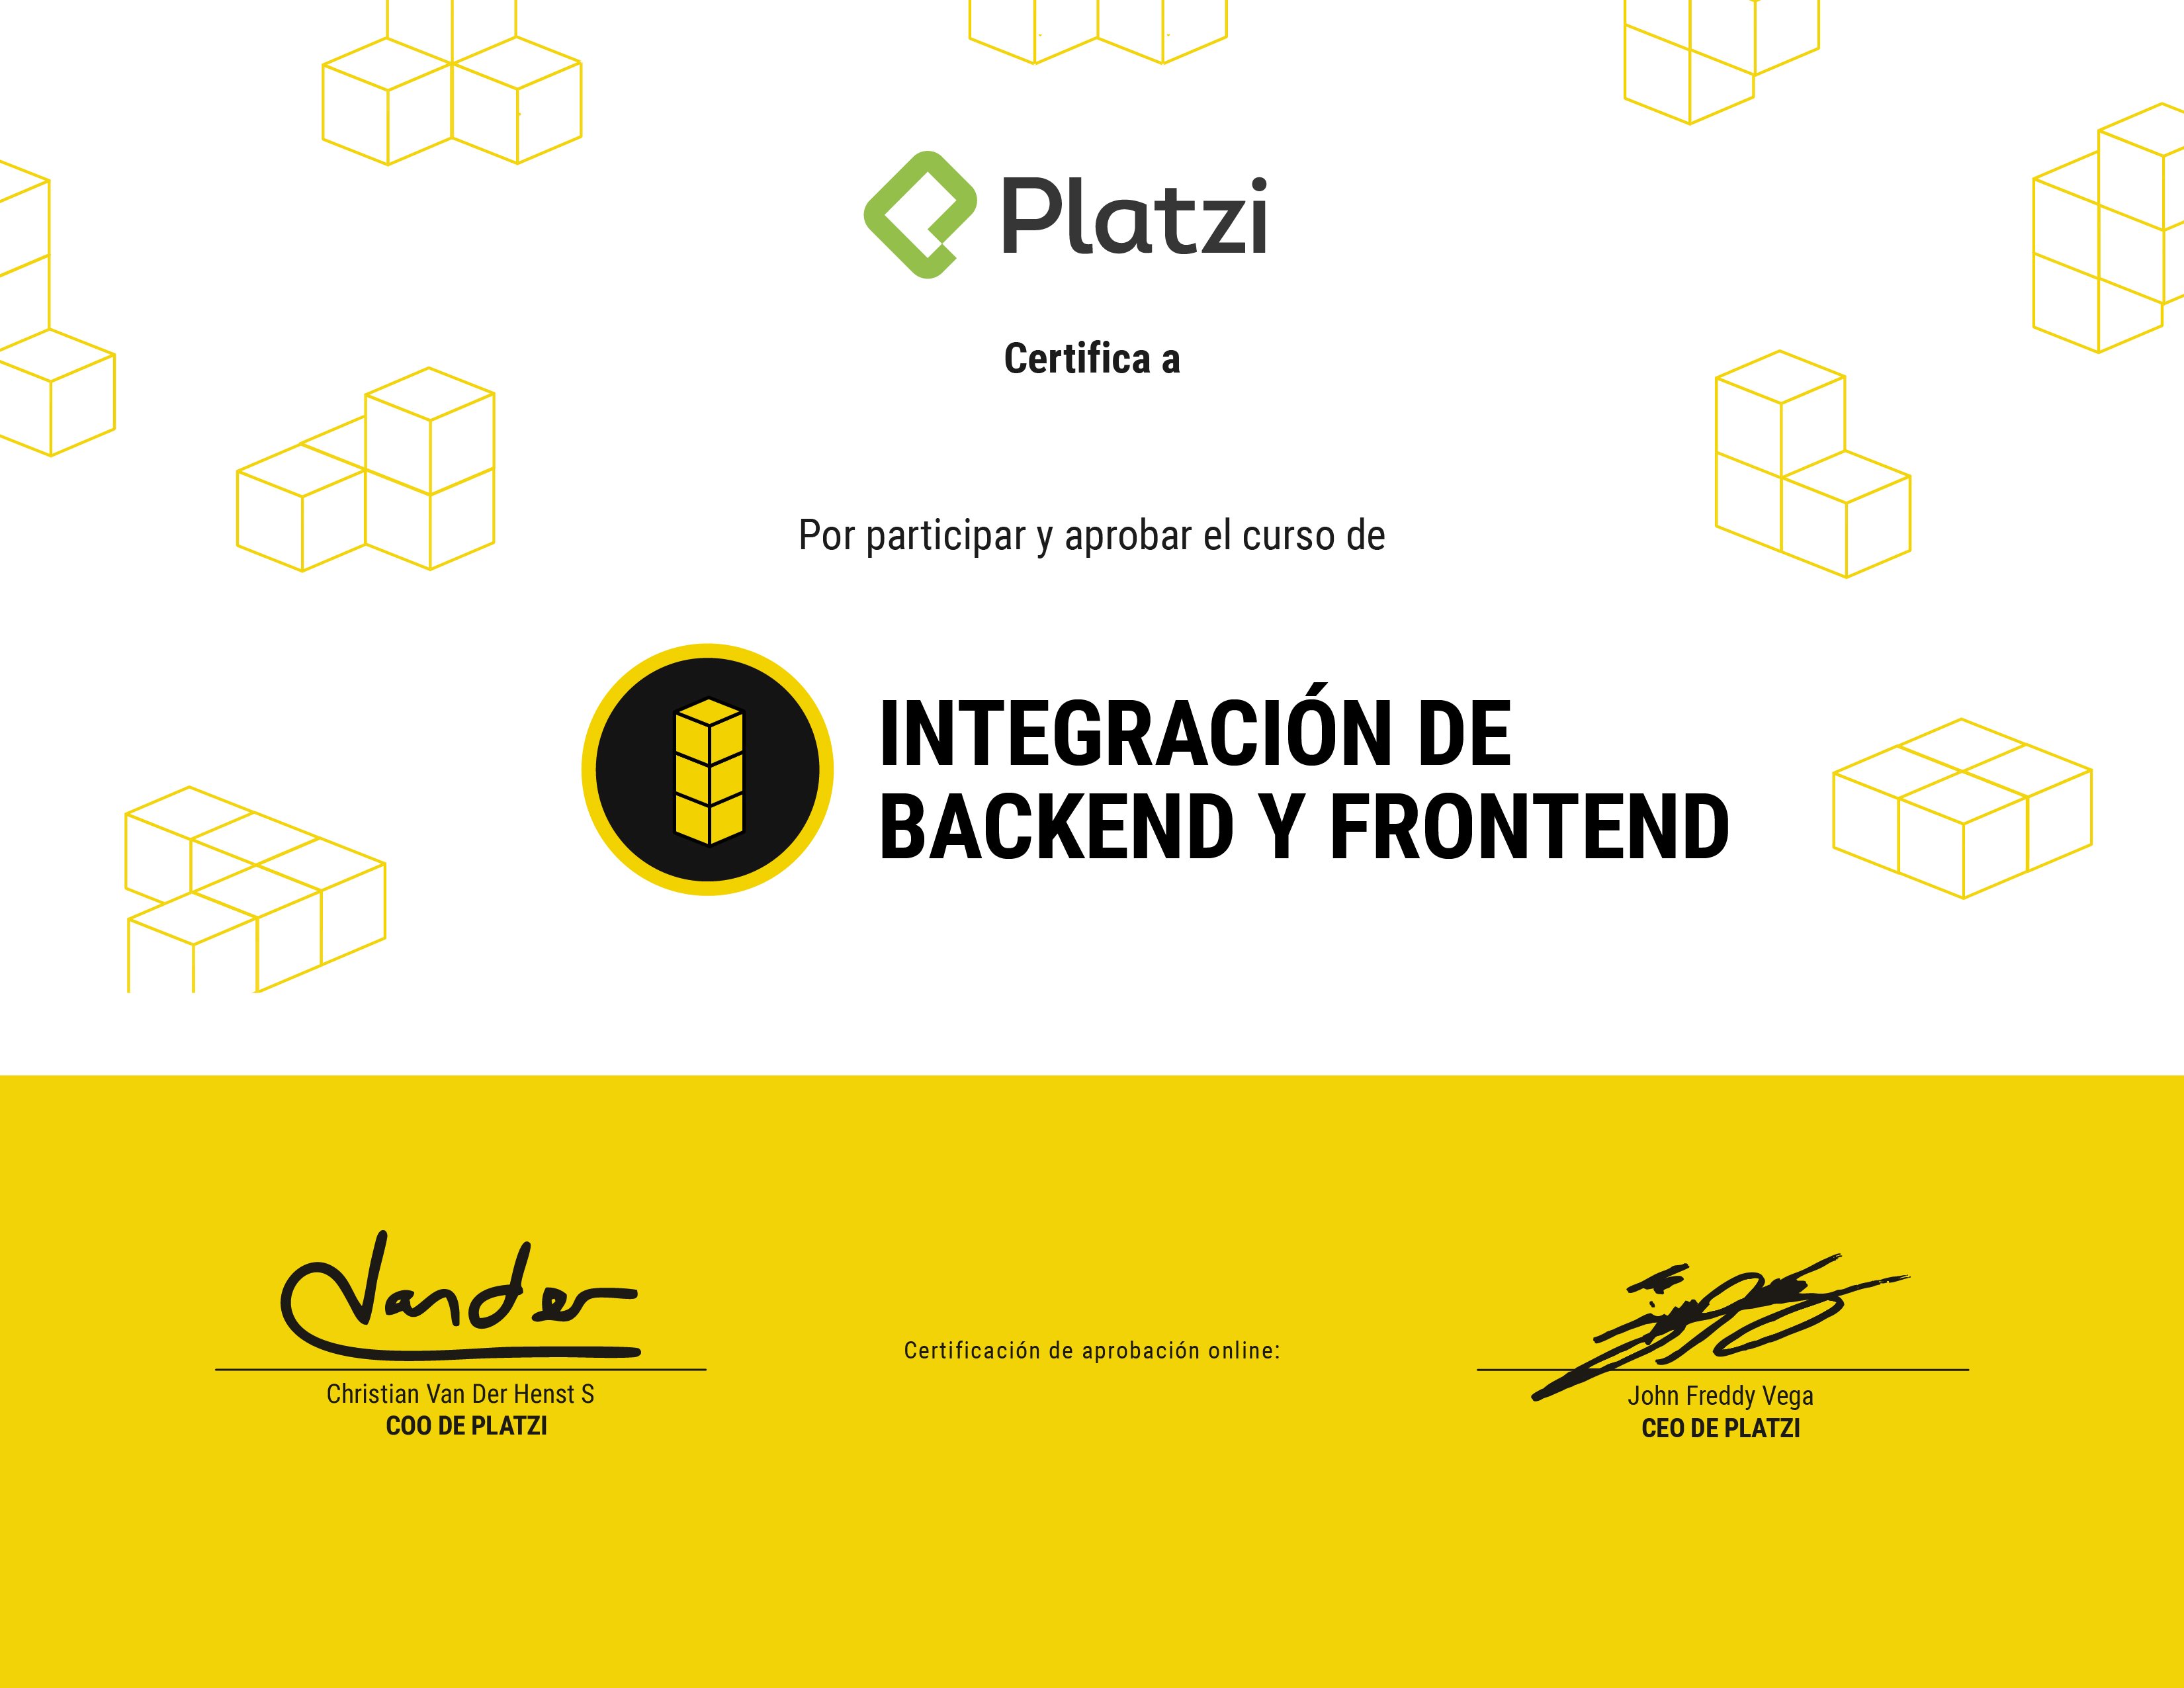 Platzi
Certifica a
Por participar y aprobar el curso de
INTEGRACIÓN DE
BACKEND Y FRONTEND
Vander
Christian Van Der Henst S
COO DE PLATZI
Certificación de aprobación online:
John Freddy Vega
CEO DE PLATZI